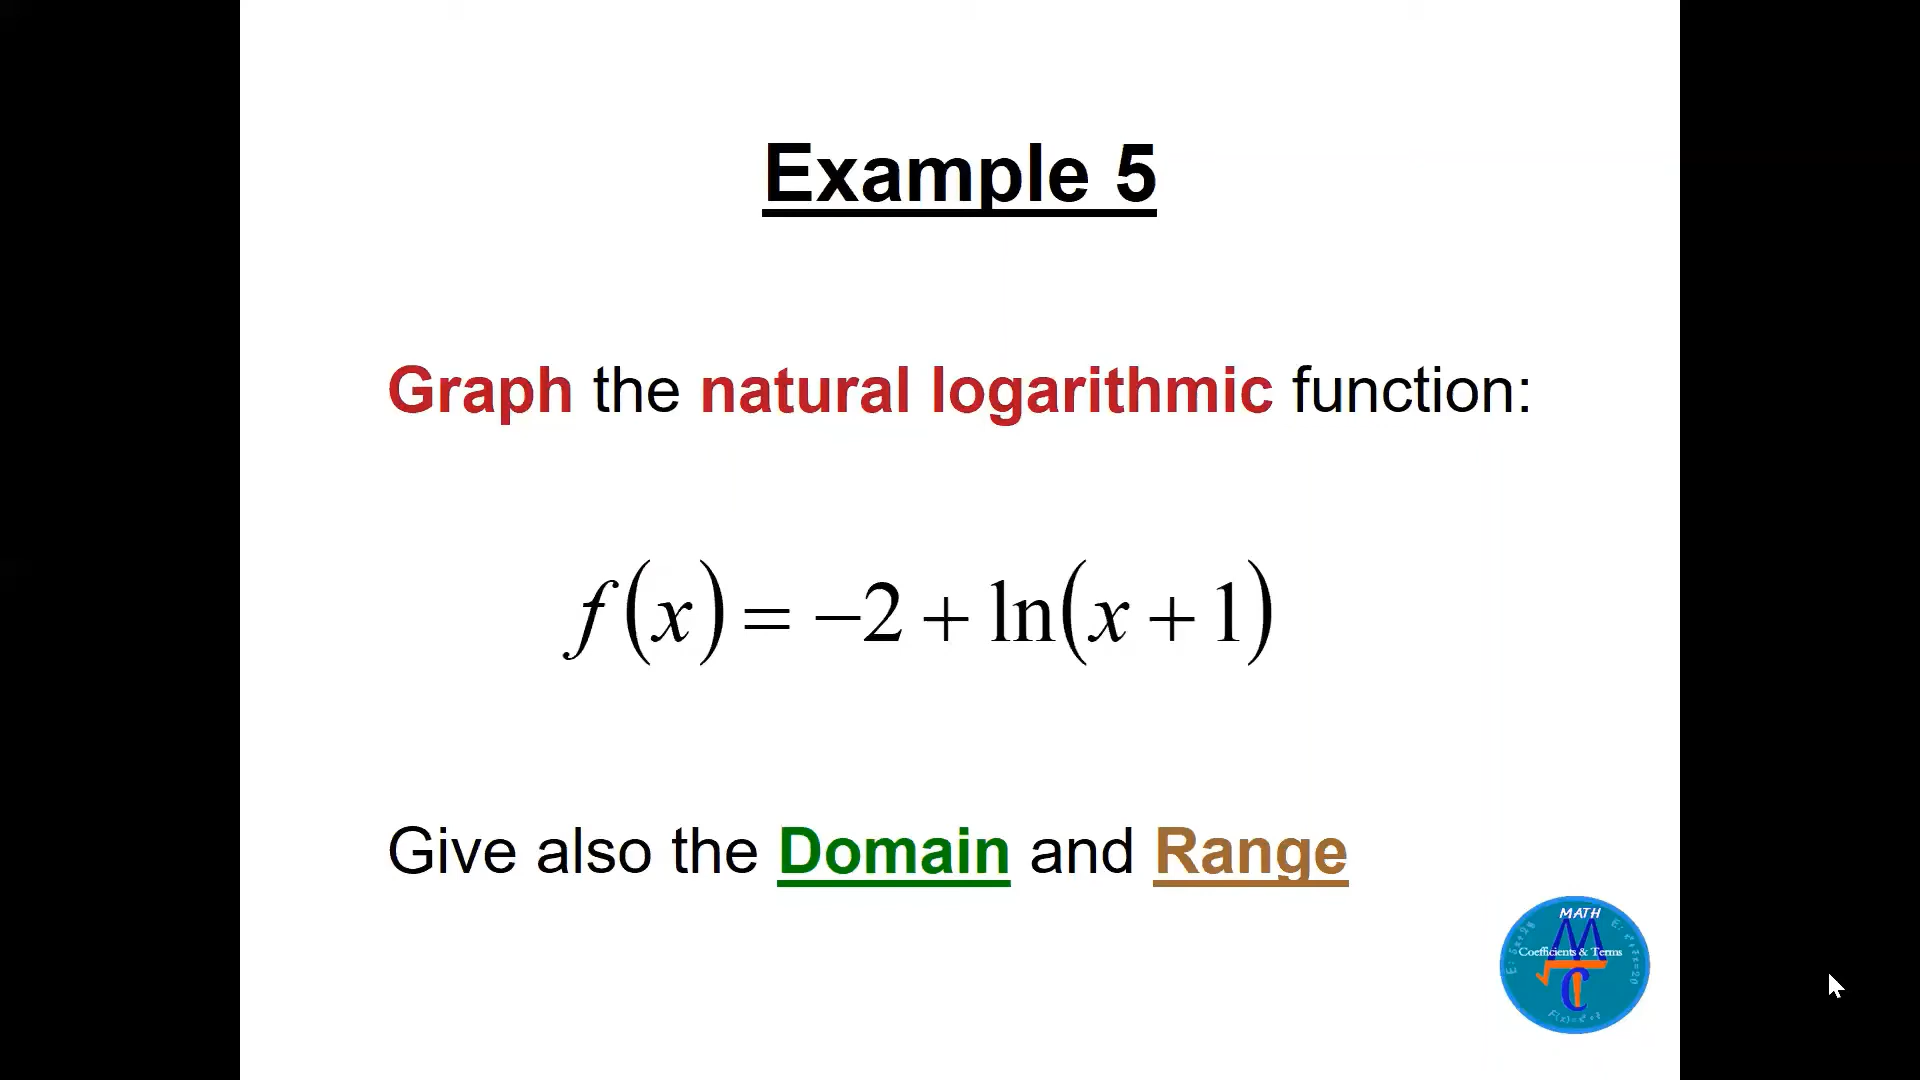 Example 5
Graph the natural logarithmic function:
f(x) = −2 + ln(x + 1)
Give also the Domain and Range
MATH
Coefficients & Terms